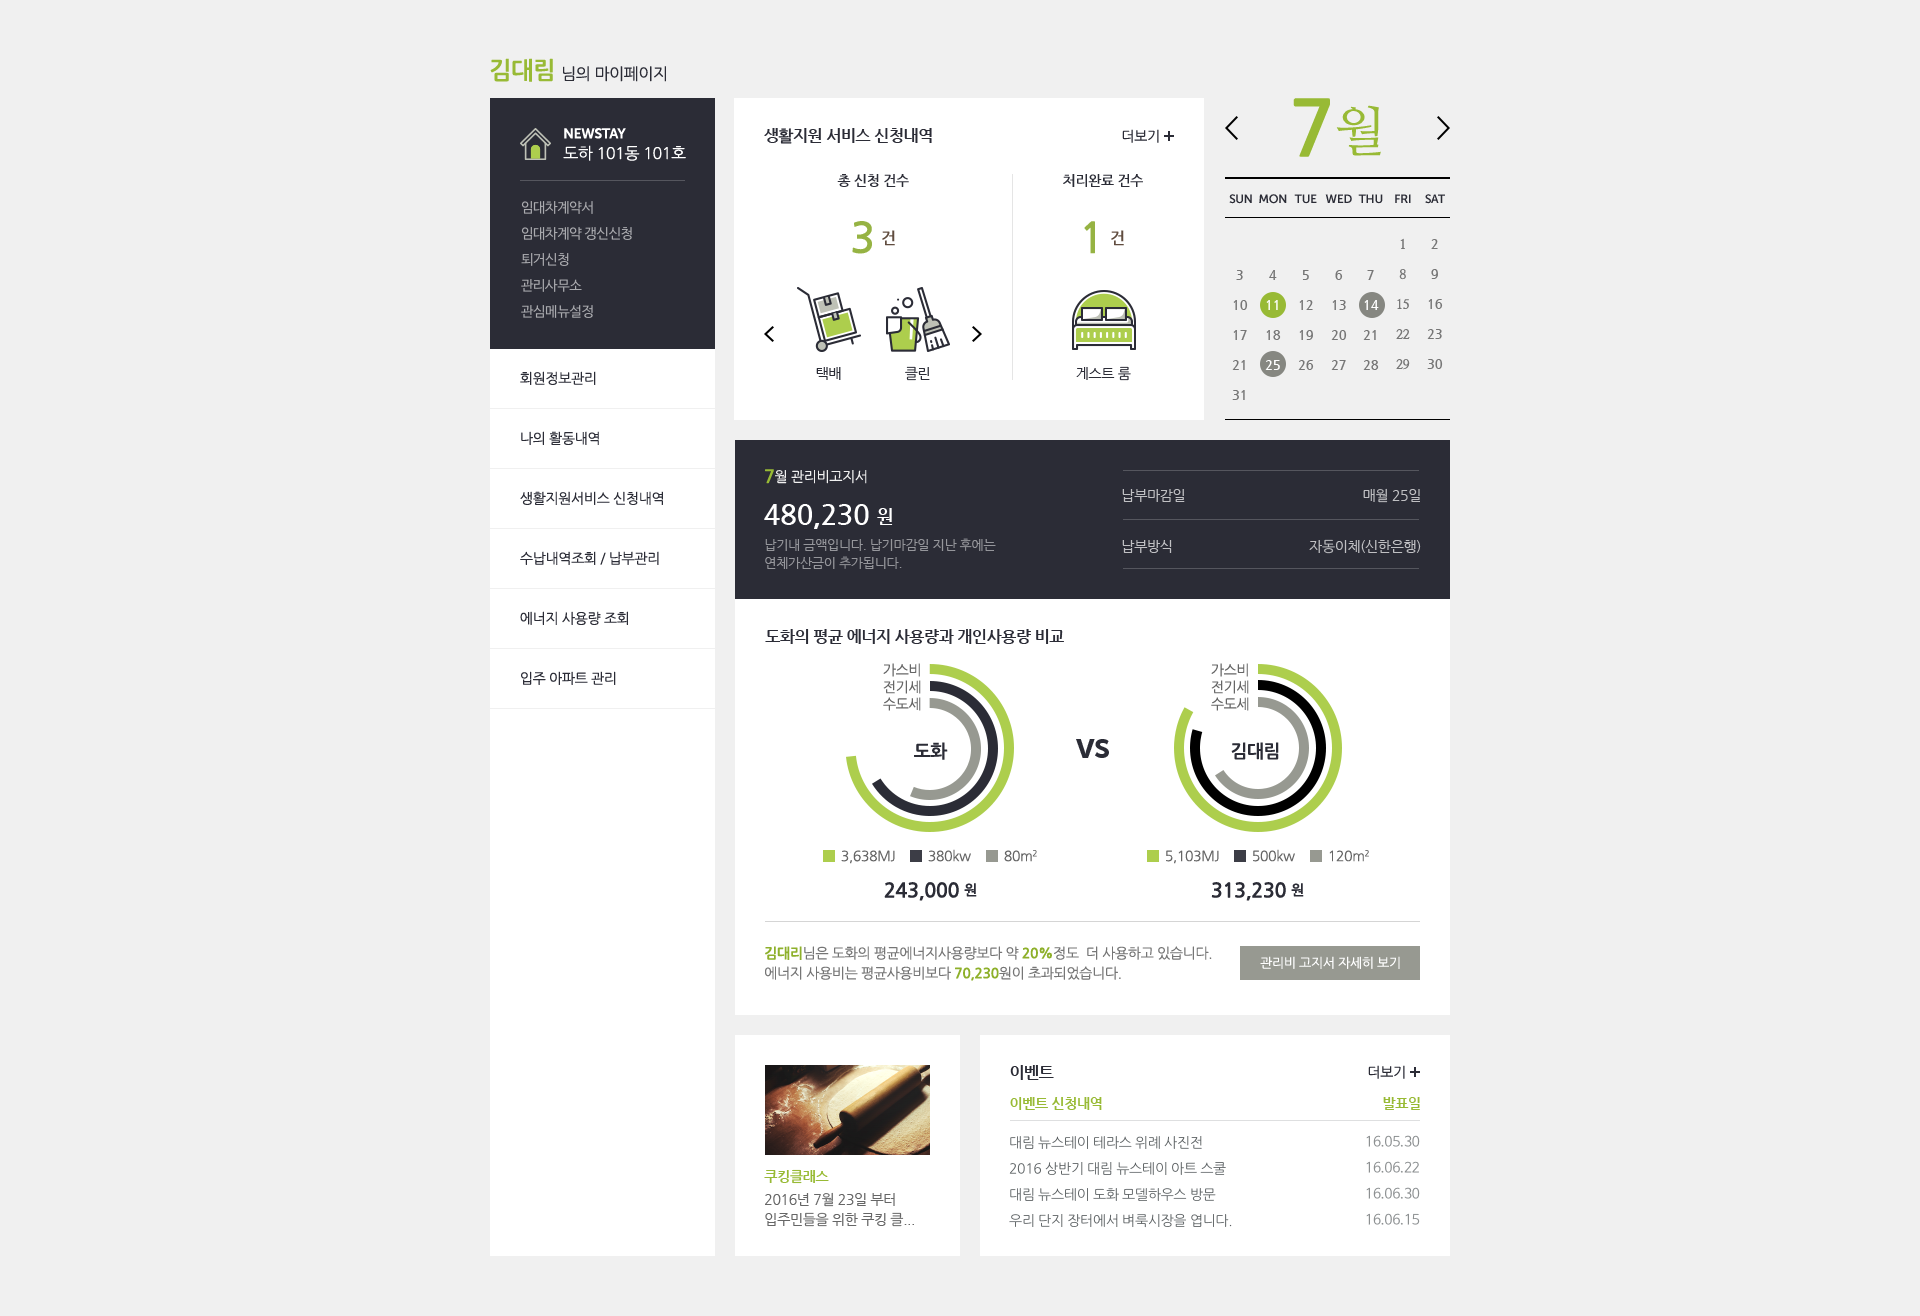 김대림 님의 마이페이지
NEWSTAY
도하 101동 101호
임대차계약서
임대차계약 갱신신청
퇴거신청
관리사무소
관심메뉴설정
회원정보관리
나의 활동내역
생활지원서비스 신청내역
수납내역조회 / 납부관리
에너지 사용량 조회
입주 아파트 관리
생활지원 서비스 신청내역
더보기 +
총 신청 건수
처리완료 건수
3 건
1 건
택배
클린
게스트 룸
7월
SUN MON TUE WED THU FRI SAT
1 2
3 4 5 6 7 8 9
10 11 12 13 14 15 16
17 18 19 20 21 22 23
21 25 26 27 28 29 30
31
7월 관리비고지서
480,230 원
납기내 금액입니다. 납기마감일 지난 후에는
연체가산금이 추가됩니다.
납부마감일 매월 25일
납부방식 자동이체(신한은행)
도화의 평균 에너지 사용량과 개인사용량 비교
가스비
전기세
수도세
도화
VS
가스비
전기세
수도세
김대림
3,638MJ 380kw 80m²
243,000 원
5,103MJ 500kw 120m²
313,230 원
김대리님은 도화의 평균에너지사용량보다 약 20%정도 더 사용하고 있습니다.
에너지 사용비는 평균사용비보다 70,230원이 초과되었습니다.
관리비 고지서 자세히 보기
쿠킹클래스
2016년 7월 23일 부터
입주민들을 위한 쿠킹 클...
이벤트
더보기 +
이벤트 신청내역 발표일
대림 뉴스테이 테라스 위례 사진전 16.05.30
2016 상반기 대림 뉴스테이 아트 스쿨 16.06.22
대림 뉴스테이 도화 모델하우스 방문 16.06.30
우리 단지 장터에서 벼룩시장을 엽니다. 16.06.15